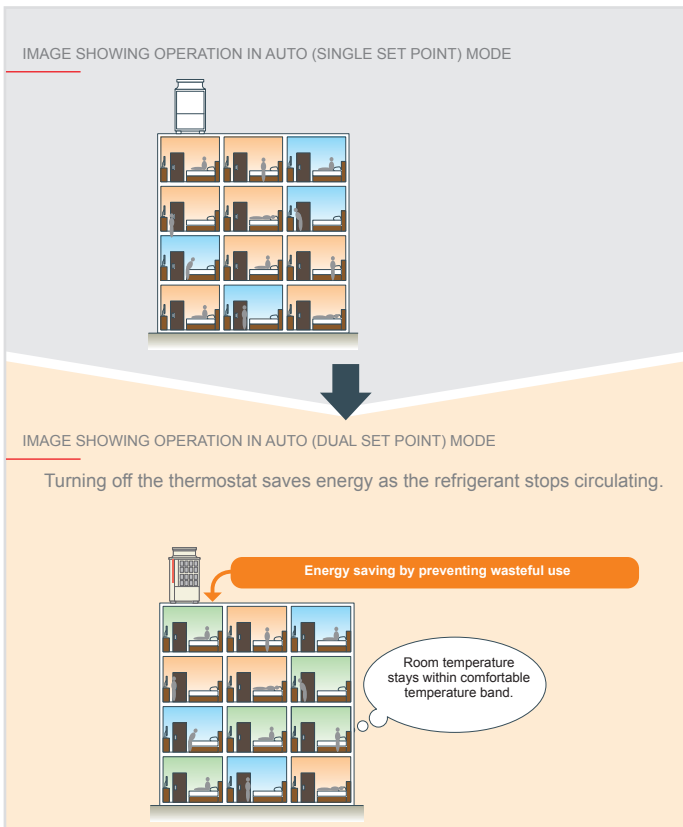 IMAGE SHOWING OPERATION IN AUTO (SINGLE SET POINT) MODE
IMAGE SHOWING OPERATION IN AUTO (DUAL SET POINT) MODE
Turning off the thermostat saves energy as the refrigerant stops circulating.
Energy saving by preventing wasteful use
Room temperature
stays within comfortable
temperature band.